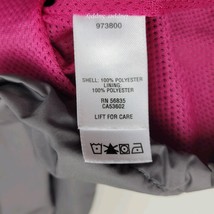 973800
SHELL: 100% POLYESTER
LINING:
100% POLYESTER
RN 56835
CA53602
LIFT FOR CARE